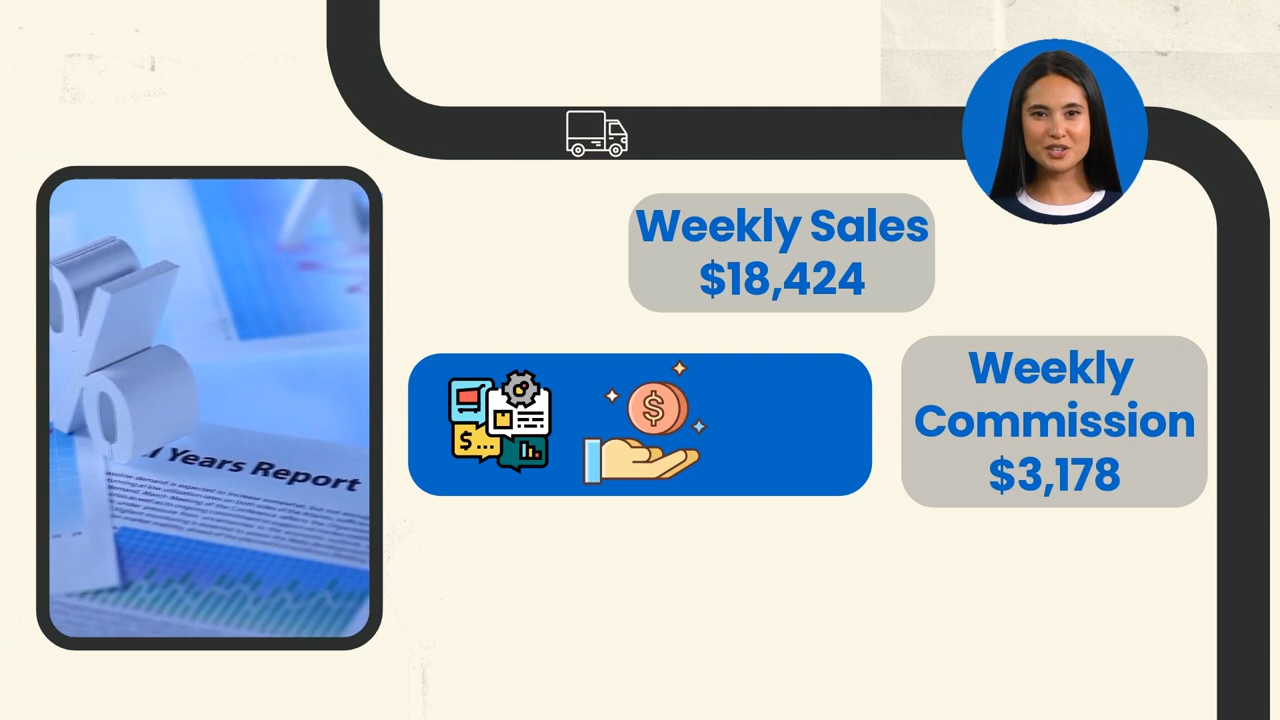 Weekly Sales
$18,424
Weekly
Commission
$3,178
Years Report